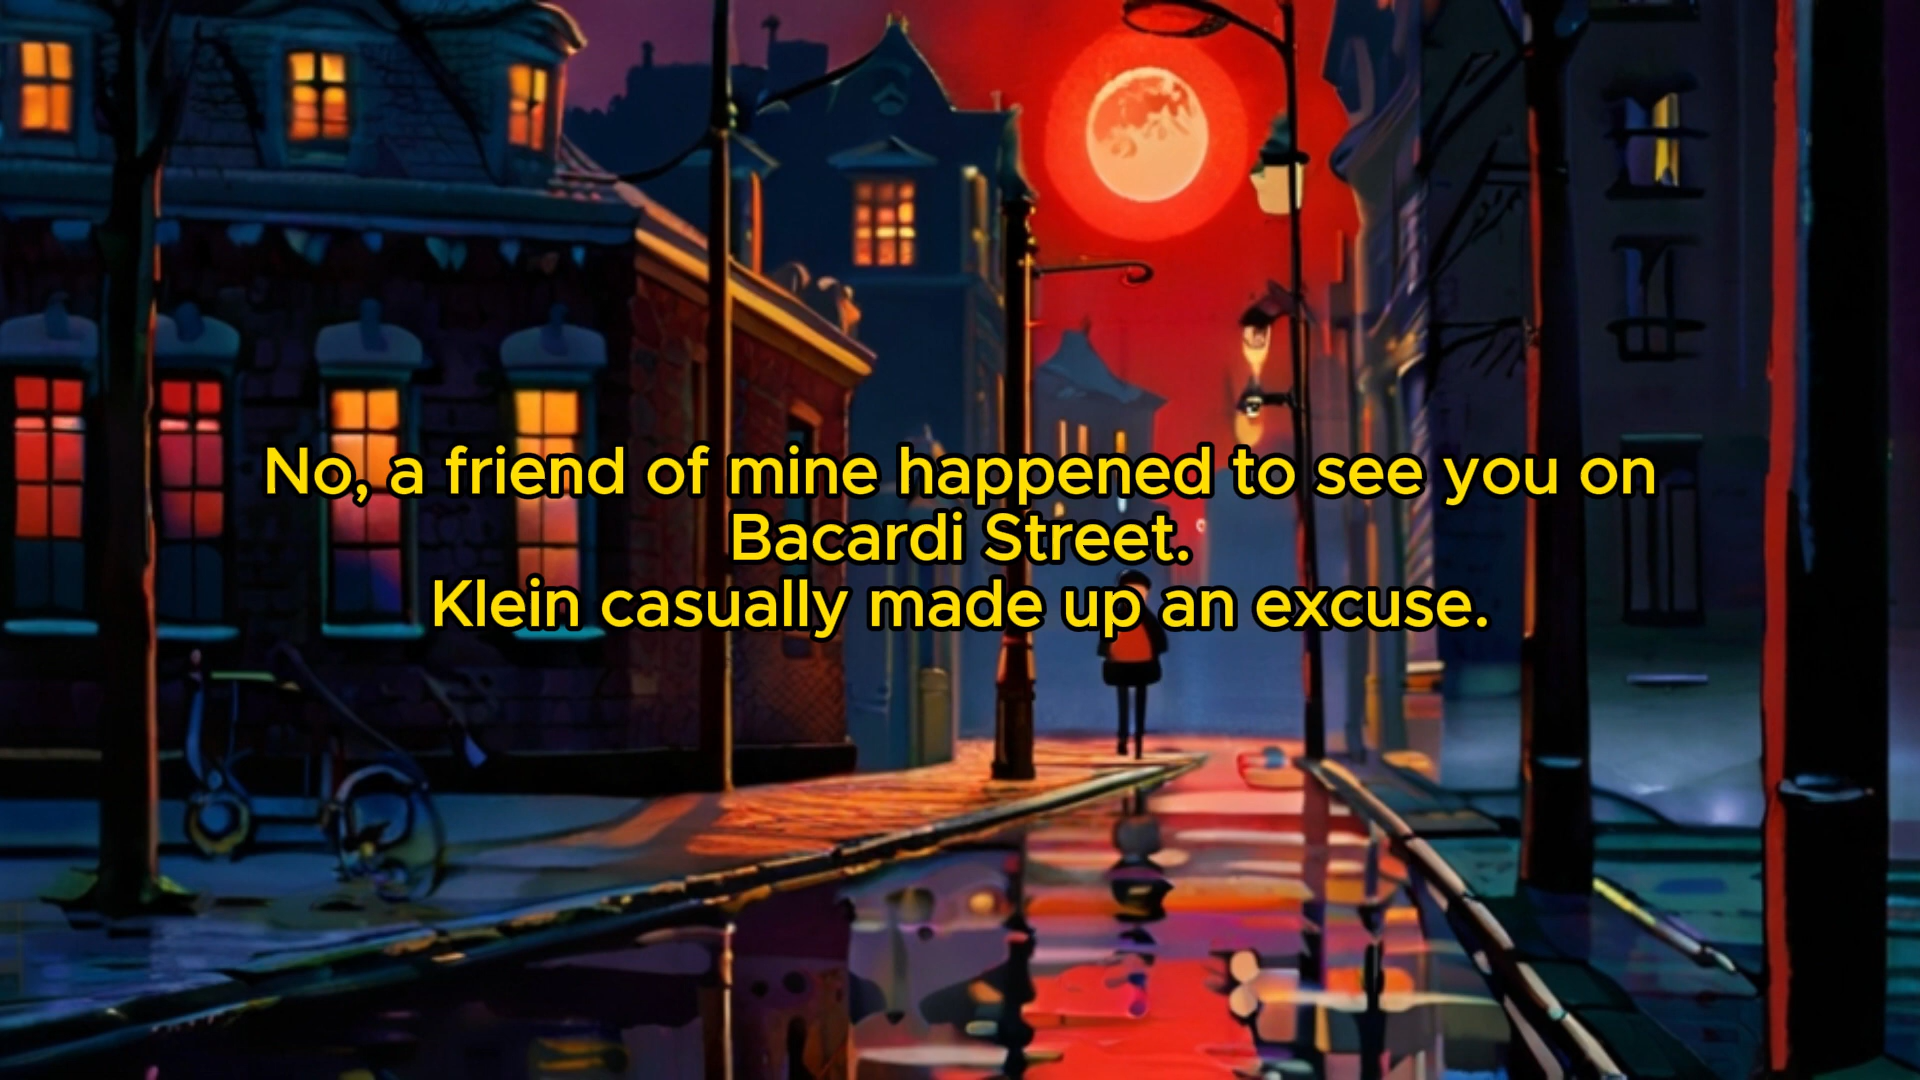 No, a friend of mine happened to see you on
Bacardi Street.
Klein casually made up an excuse.